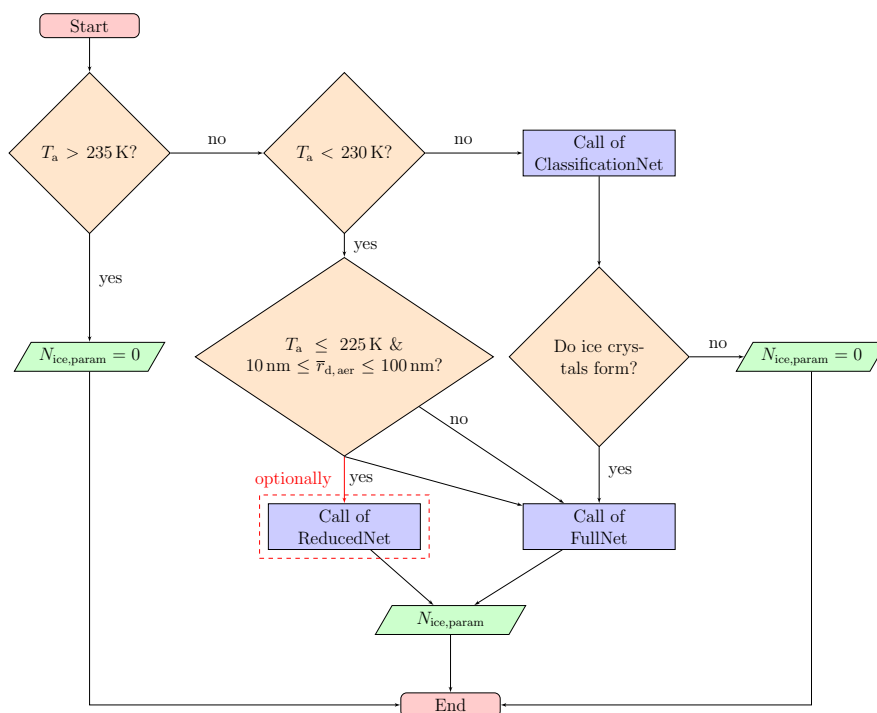 Start
T_a > 235 K?
no
T_a < 230 K?
no
Call of
ClassificationNet
yes
yes
N_ice,param = 0
T_a ≤ 225 K &
10 nm ≤ r̅_d, aer ≤ 100 nm?
Do ice crys-
tals form?
no
N_ice,param = 0
no
optionally
yes
yes
Call of
ReducedNet
Call of
FullNet
N_ice,param
End